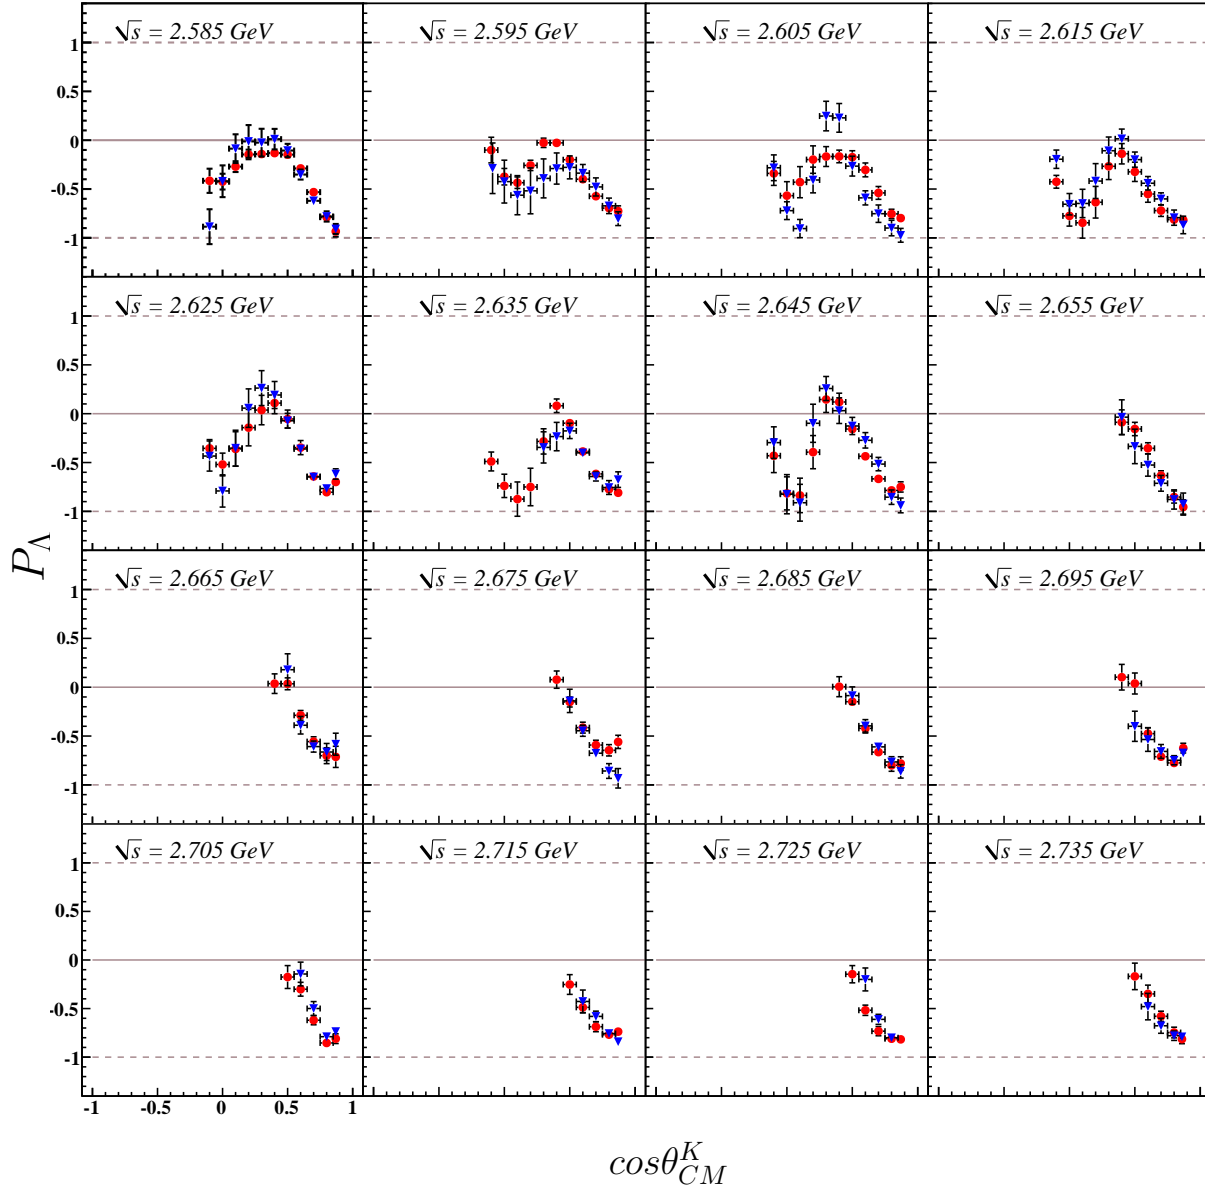 √s = 2.585 GeV √s = 2.595 GeV √s = 2.605 GeV √s = 2.615 GeV
1
0.5
0
-0.5
-1
√s = 2.625 GeV √s = 2.635 GeV √s = 2.645 GeV √s = 2.655 GeV
1
0.5
0
-0.5
-1
P_Λ
√s = 2.665 GeV √s = 2.675 GeV √s = 2.685 GeV √s = 2.695 GeV
1
0.5
0
-0.5
-1
√s = 2.705 GeV √s = 2.715 GeV √s = 2.725 GeV √s = 2.735 GeV
1
0.5
0
-0.5
-1
-1 -0.5 0 0.5 1
cosθ^K_CM